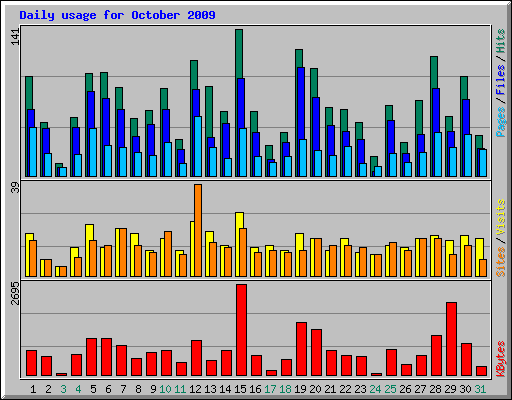 Daily usage for October 2009
141
Pages / Files / Hits
39
Sites / Visits
2695
KBytes
1 2 3 4 5 6 7 8 9 10 11 12 13 14 15 16 17 18 19 20 21 22 23 24 25 26 27 28 29 30 31